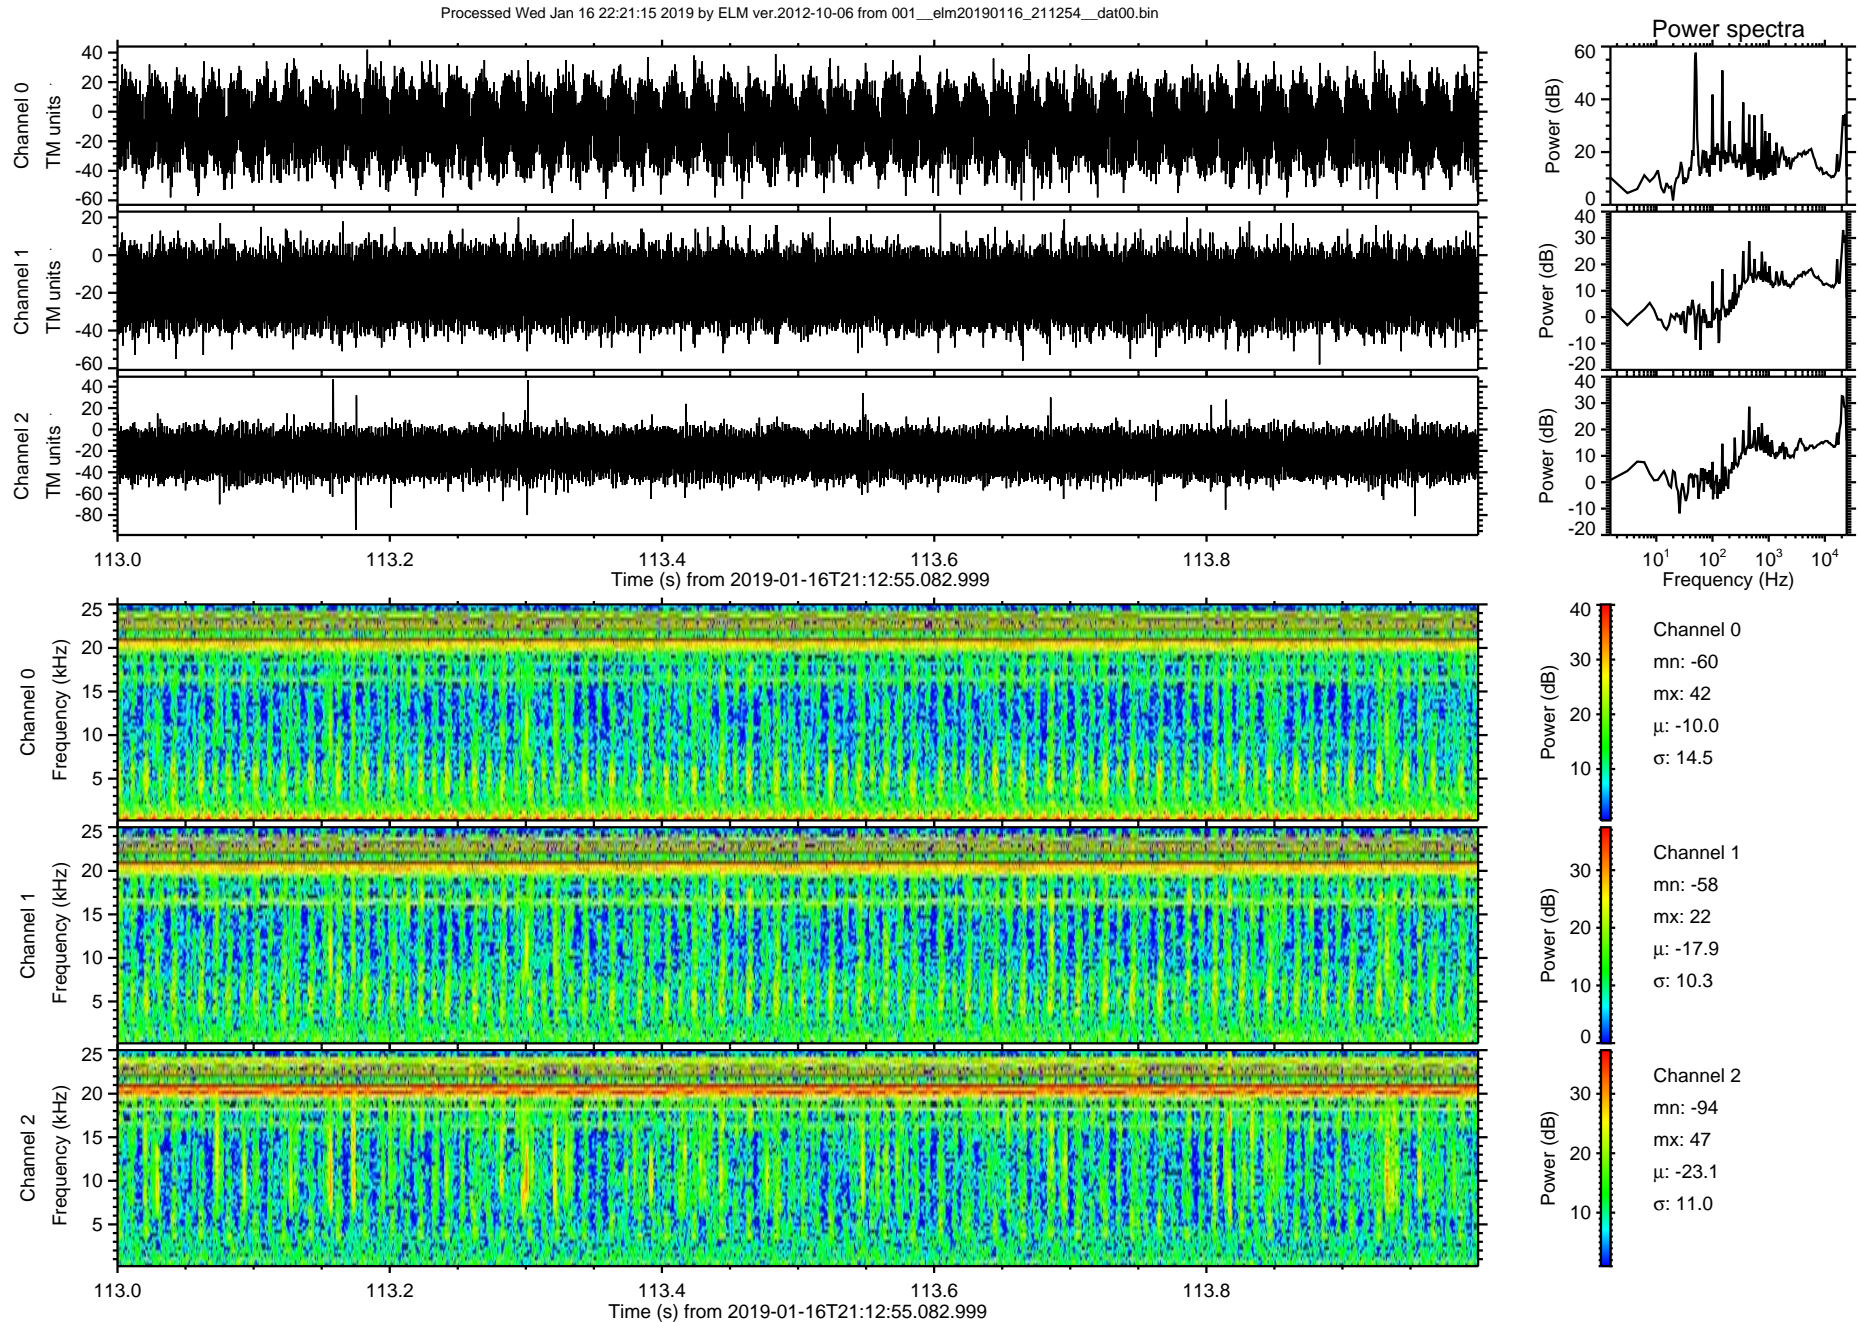 Processed Wed Jan 16 22:21:15 2019 by ELM ver.2012-10-06 from 001__elm20190116_211254__dat00.bin
Power spectra
Channel 0
TM units
40
20
0
-20
-40
-60
Power (dB)
60
40
20
0
Channel 1
TM units
20
0
-20
-40
-60
Power (dB)
40
30
20
10
0
-10
-20
Channel 2
TM units
40
20
0
-20
-40
-60
-80
Power (dB)
40
30
20
10
0
-10
-20
113.0 113.2 113.4 113.6 113.8
Time (s) from 2019-01-16T21:12:55.082.999
10^1 10^2 10^3 10^4
Frequency (Hz)
Channel 0
Frequency (kHz)
25
20
15
10
5
Power (dB)
40
30
20
10
Channel 0
mn: -60
mx: 42
μ: -10.0
σ: 14.5
Channel 1
Frequency (kHz)
25
20
15
10
5
Power (dB)
30
20
10
0
Channel 1
mn: -58
mx: 22
μ: -17.9
σ: 10.3
Channel 2
Frequency (kHz)
25
20
15
10
5
Power (dB)
30
20
10
Channel 2
mn: -94
mx: 47
μ: -23.1
σ: 11.0
113.0 113.2 113.4 113.6 113.8
Time (s) from 2019-01-16T21:12:55.082.999